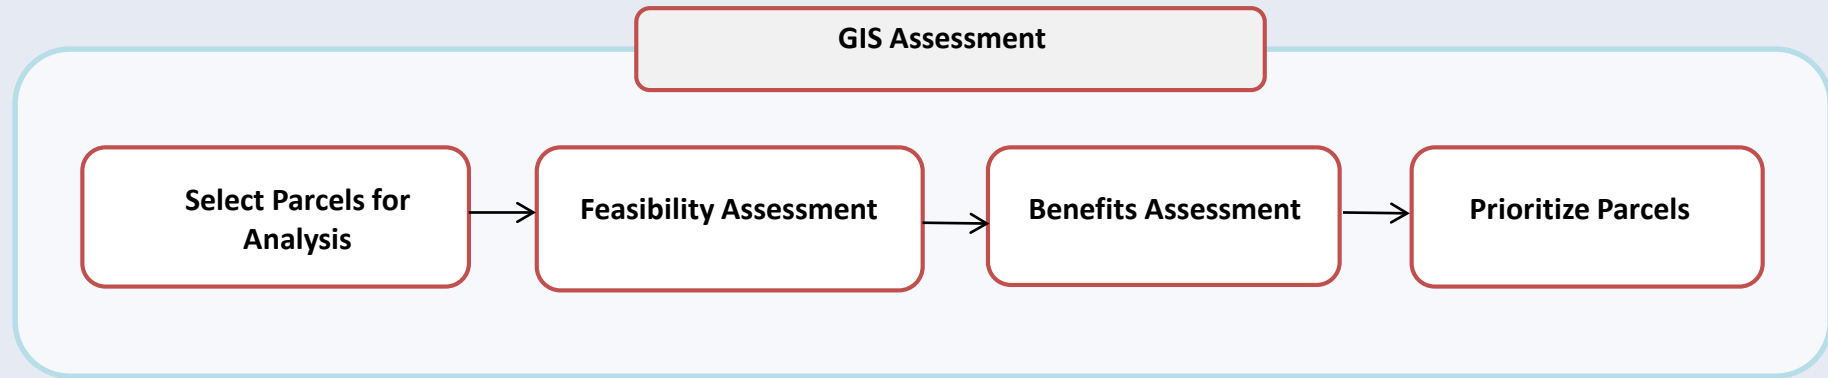 GIS Assessment
Select Parcels for
Analysis
Feasibility Assessment
Benefits Assessment
Prioritize Parcels